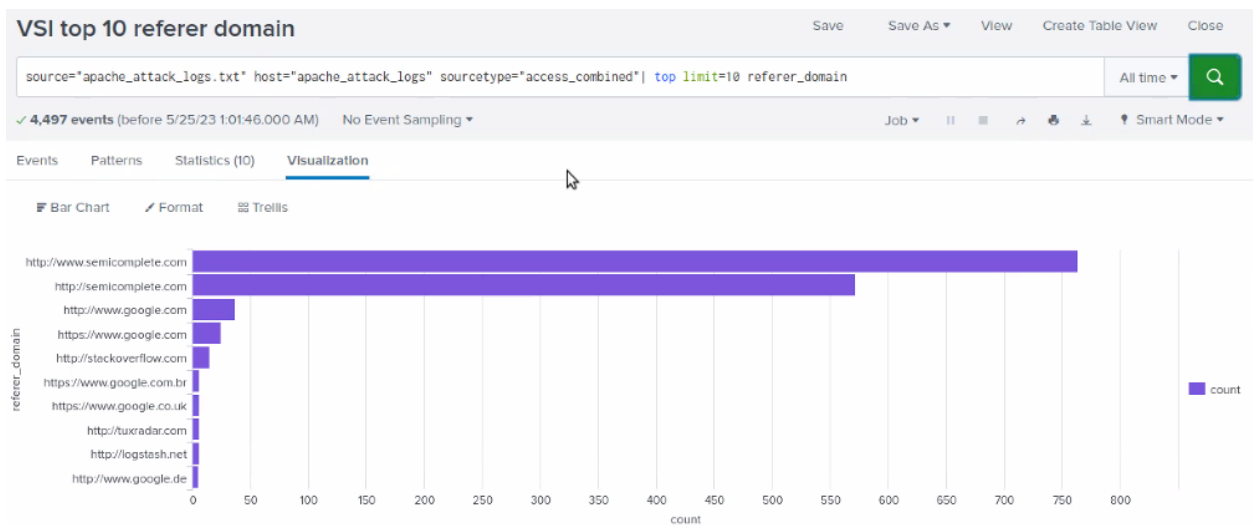 VSI top 10 referer domain
Save Save As View Create Table View Close
source="apache_attack_logs.txt" host="apache_attack_logs" sourcetype="access_combined"| top limit=10 referer_domain
All time
4,497 events (before 5/25/23 1:01:46.000 AM) No Event Sampling
Job Smart Mode
Events Patterns Statistics (10) Visualization
Bar Chart Format Trellis
http://www.semicomplete.com
http://semicomplete.com
http://www.google.com
https://www.google.com
http://stackoverflow.com
https://www.google.com.br
https://www.google.co.uk
http://tuxradar.com
http://logstash.net
http://www.google.de
referer_domain
count
0 50 100 150 200 250 300 350 400 450 500 550 600 650 700 750 800
count